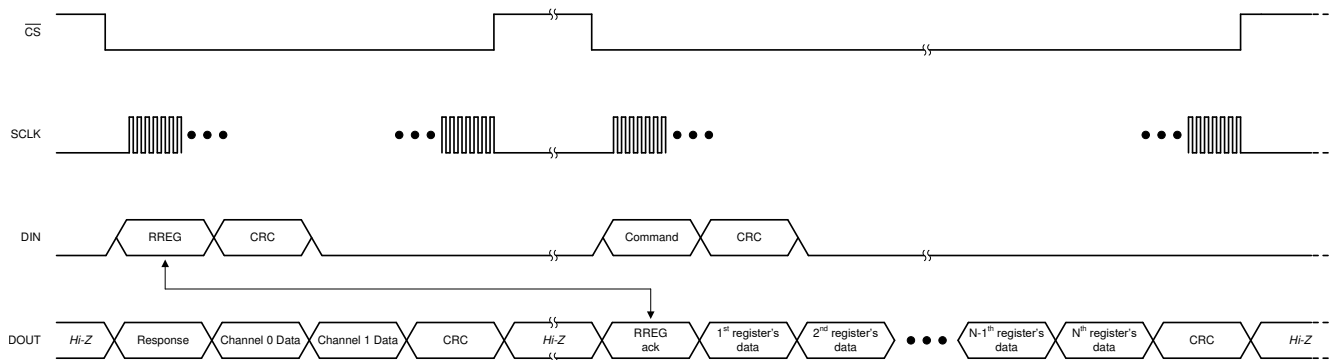 CS
SCLK
DIN
RREG
CRC
Command
CRC
DOUT
Hi-Z
Response
Channel 0 Data
Channel 1 Data
CRC
Hi-Z
RREG
ack
1st register's
data
2nd register's
data
N-1th register's
data
Nth register's
data
CRC
Hi-Z